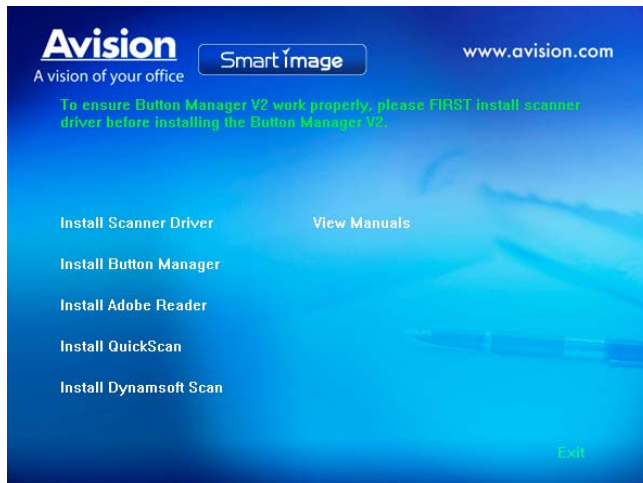 Avision
A vision of your office
Smart image
www.avision.com
To ensure Button Manager V2 work properly, please FIRST install scanner
driver before installing the Button Manager V2.
Install Scanner Driver
View Manuals
Install Button Manager
Install Adobe Reader
Install QuickScan
Install Dynamsoft Scan
Exit